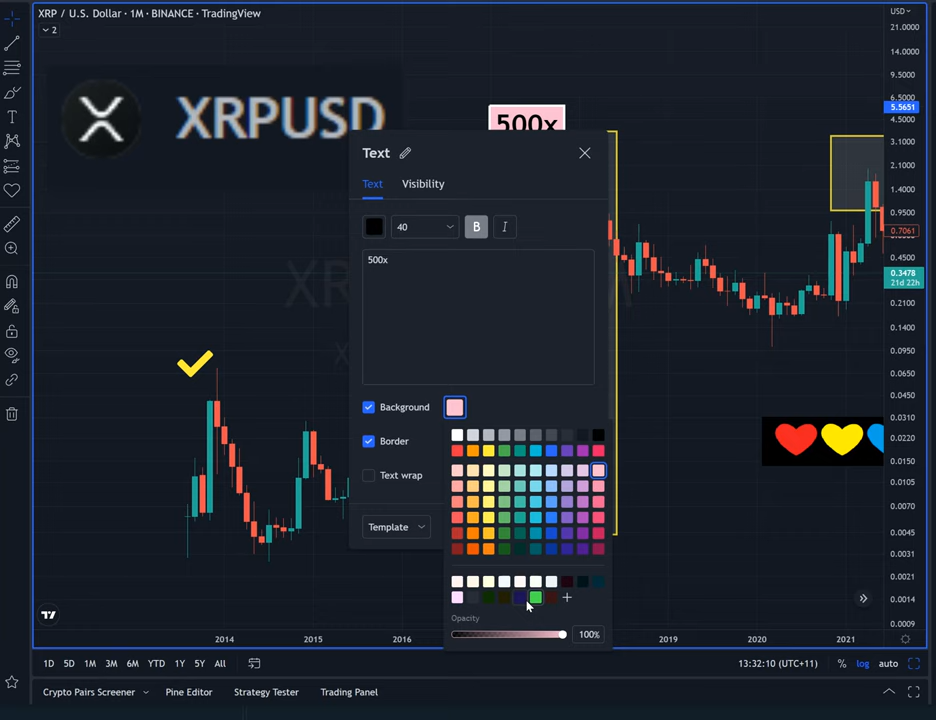 XRP / U.S. Dollar · 1M · BINANCE · TradingView
2
USD
21.0000
14.0000
9.5000
6.5000
5.5651
4.5000
3.1000
2.1000
1.4000
0.9500
0.7061
0.4500
0.3478
21d 22h
0.2100
0.1400
0.0950
0.0650
0.0450
0.0310
0.0220
0.0150
0.0105
0.0070
0.0045
0.0031
0.0021
0.0014
0.0009
XRPUSD
500x
Text
Text Visibility
40 B I
500x
Background
Border
Text wrap
Template
Opacity
100%
2014 2015 2016 2019 2020 2021
1D 5D 1M 3M 6M YTD 1Y 5Y All
13:32:10 (UTC+11) % log auto
Crypto Pairs Screener Pine Editor Strategy Tester Trading Panel